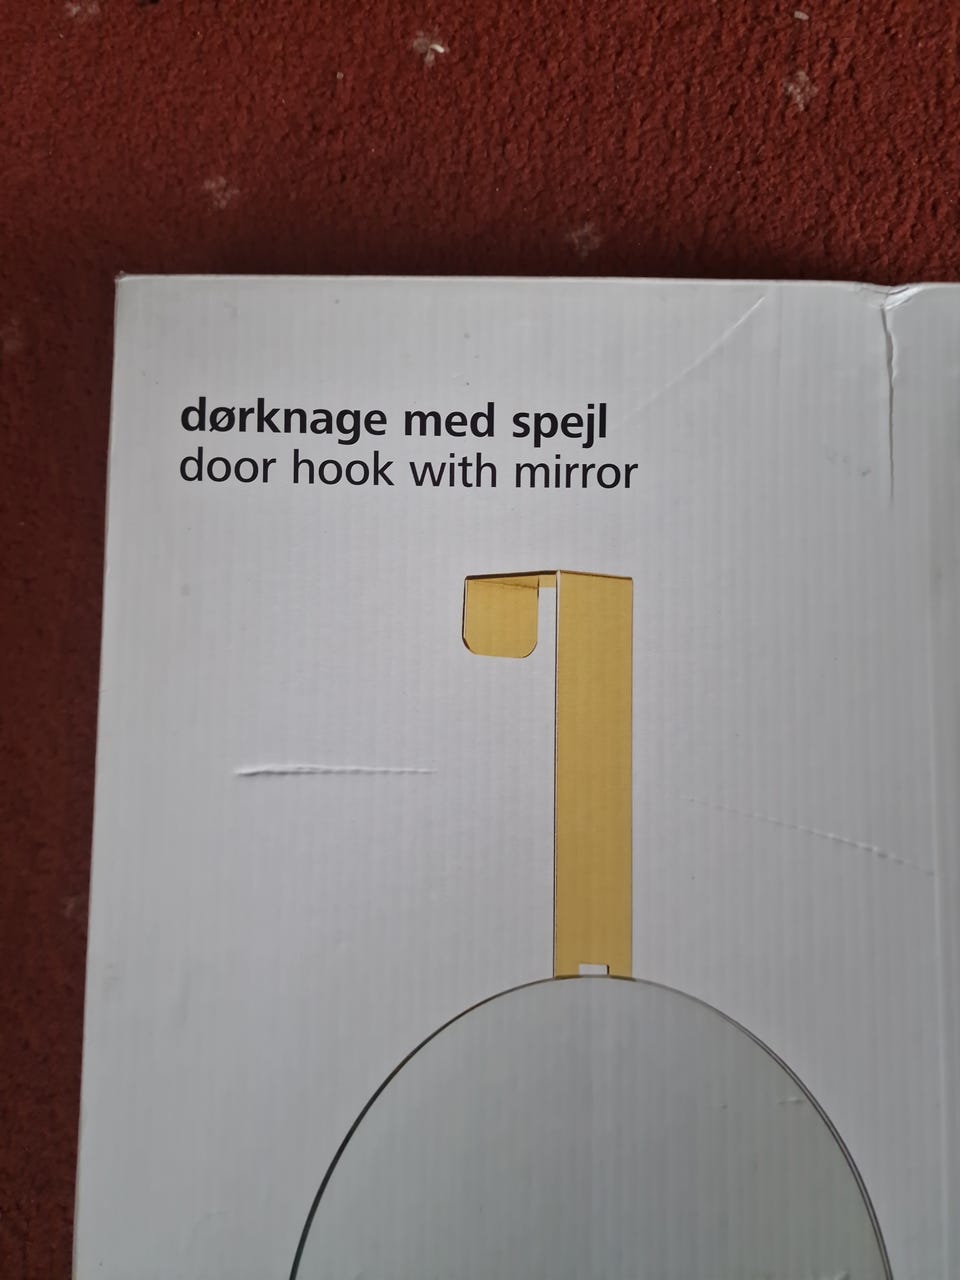 dørknage med spejl
door hook with mirror